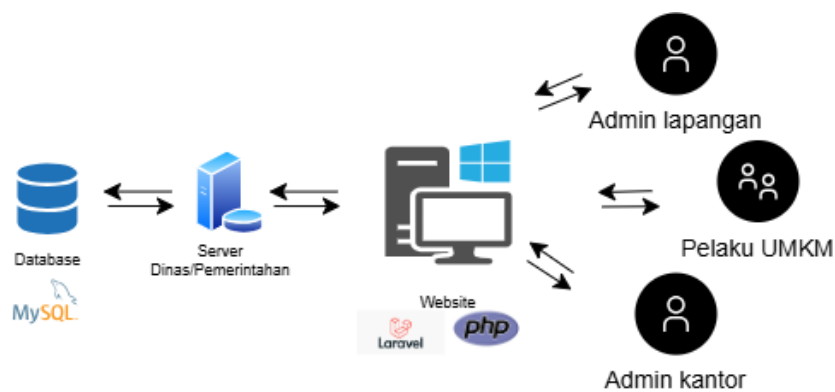 Admin lapangan
Database
MySQL
Server
Dinas/Pemerintahan
Website
Laravel
php
Pelaku UMKM
Admin kantor